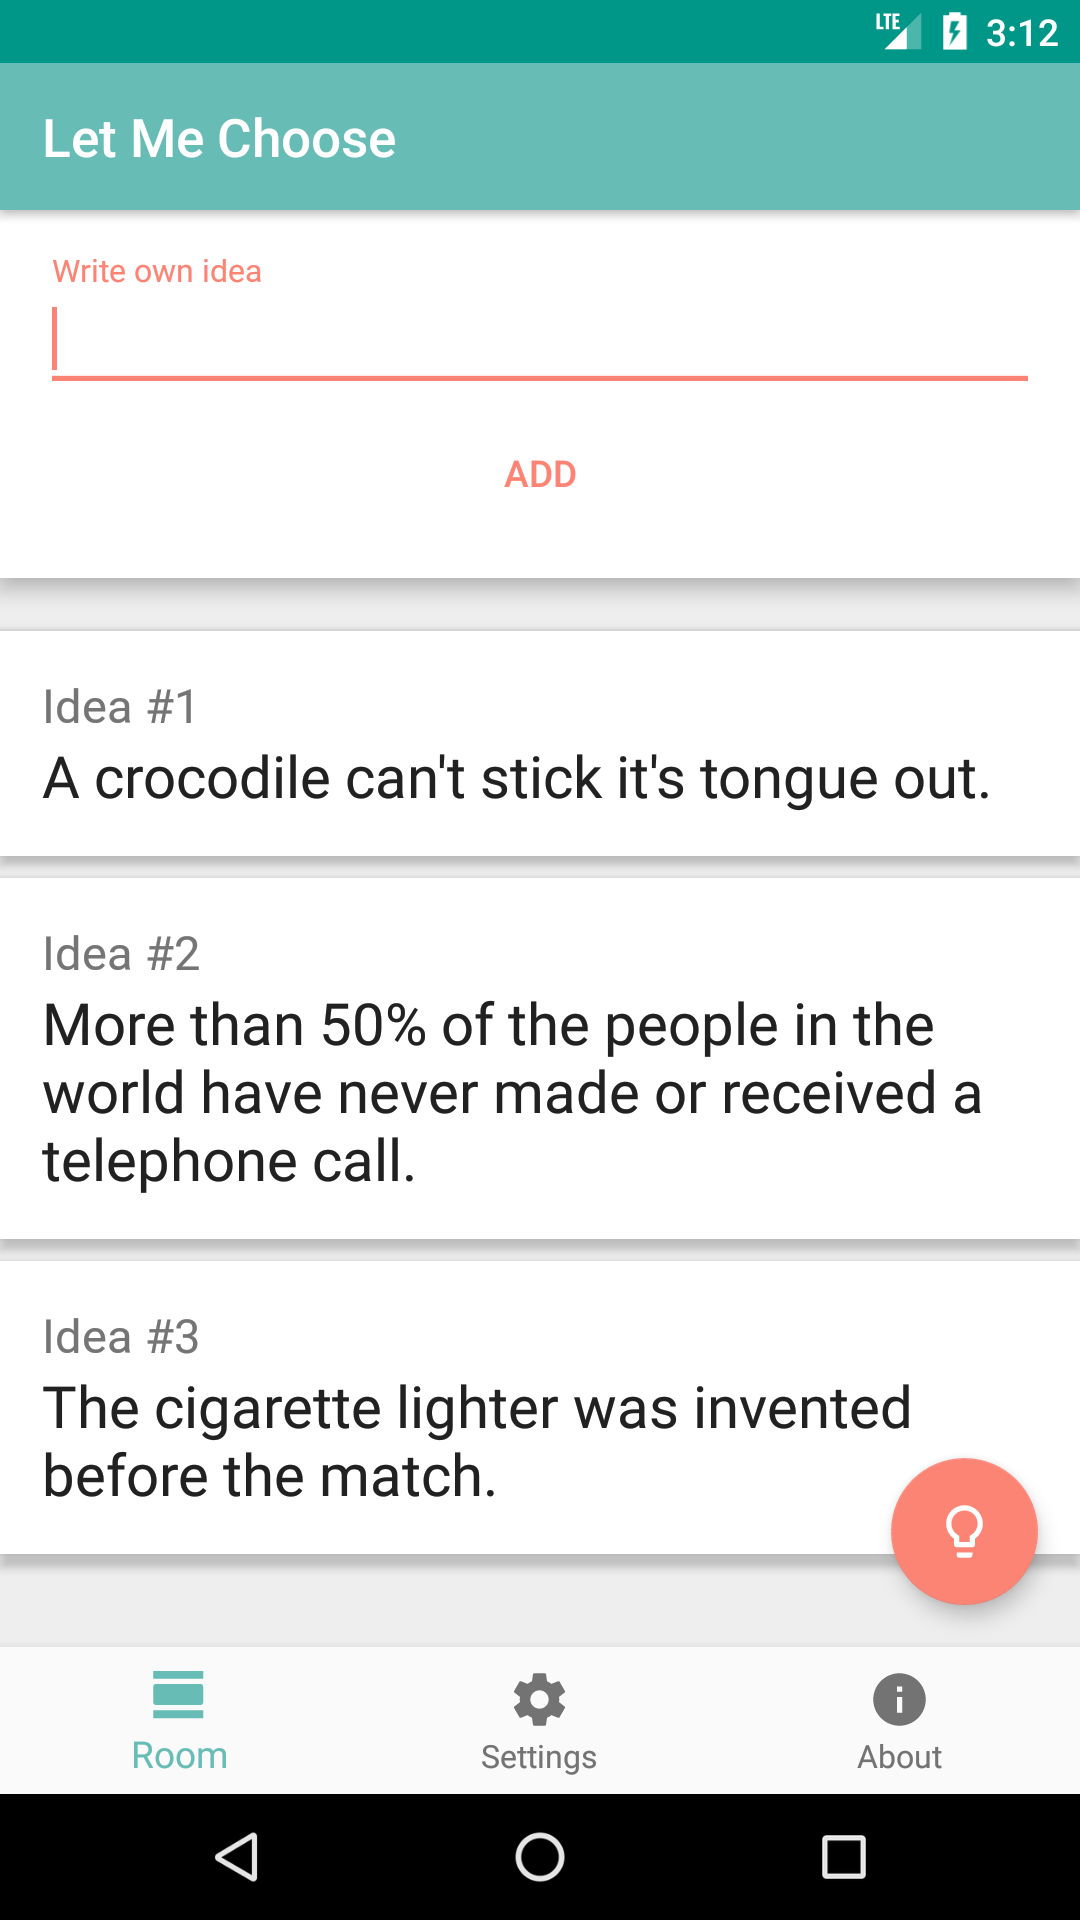 LTE 3:12
Let Me Choose
Write own idea
ADD
Idea #1
A crocodile can't stick it's tongue out.
Idea #2
More than 50% of the people in the
world have never made or received a
telephone call.
Idea #3
The cigarette lighter was invented
before the match.
Room Settings About